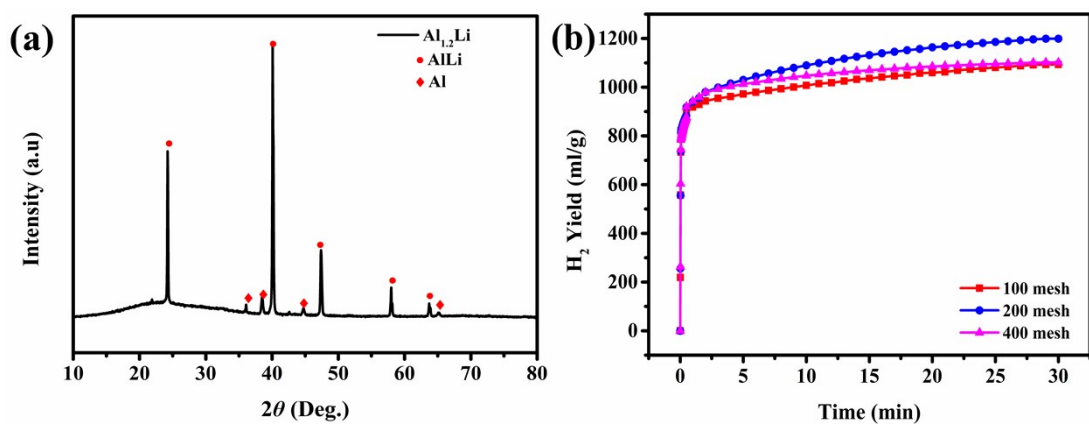 (a)
Al1.2Li
AlLi
Al
Intensity (a.u)
10 20 30 40 50 60 70 80
2θ (Deg.)
(b)
1200
1000
800
600
400
200
0
H2 Yield (ml/g)
100 mesh
200 mesh
400 mesh
0 5 10 15 20 25 30
Time (min)